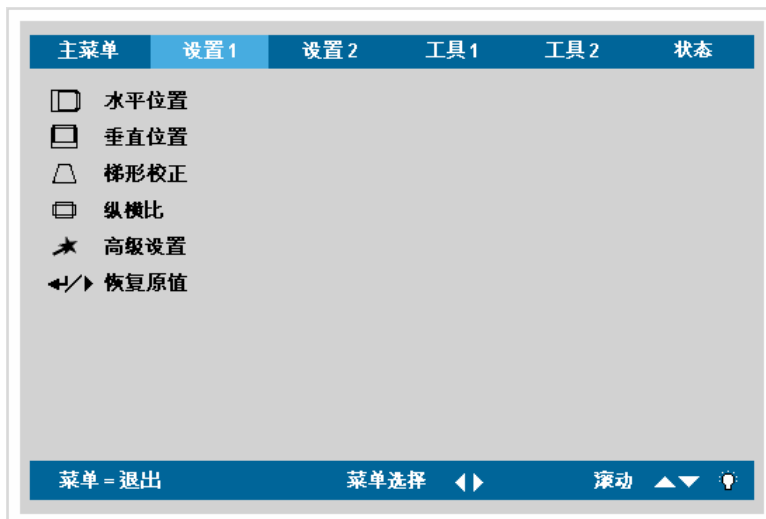 主菜单 设置1 设置2 工具1 工具2 状态
水平位置
垂直位置
梯形校正
纵横比
高级设置
恢复原值
菜单=退出 菜单选择 滚动